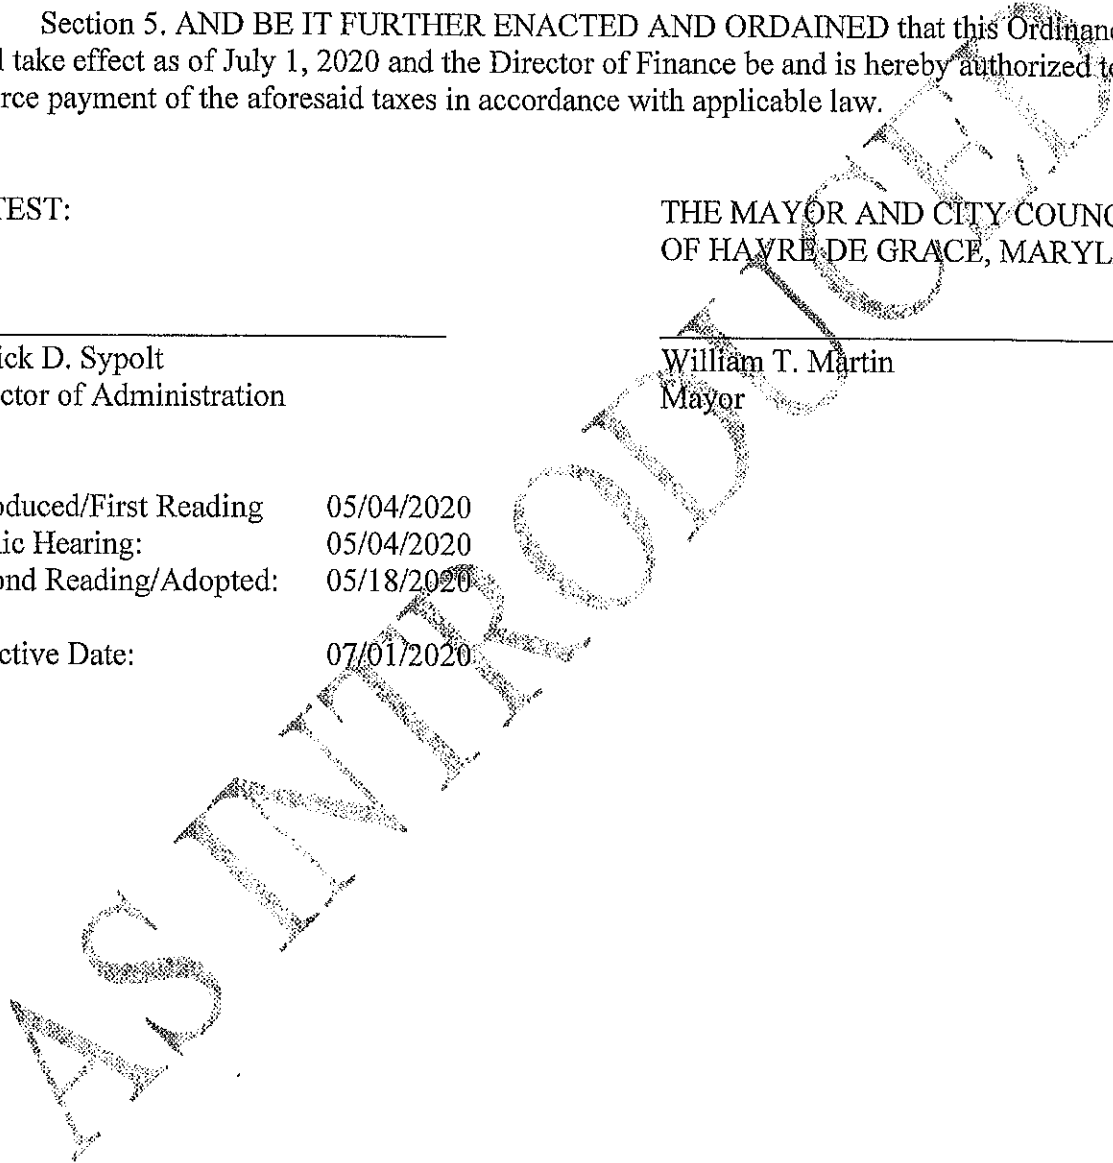 Section 5. AND BE IT FURTHER ENACTED AND ORDAINED that this Ordinanc
l take effect as of July 1, 2020 and the Director of Finance be and is hereby authorized to
rce payment of the aforesaid taxes in accordance with applicable law.
TEST:
THE MAYOR AND CITY COUNC
OF HAVRE DE GRACE, MARYL
ick D. Sypolt
ctor of Administration
William T. Martin
Mayor
oduced/First Reading 05/04/2020
lic Hearing: 05/04/2020
ond Reading/Adopted: 05/18/2020
ctive Date: 07/01/2020
AS INTRODUCED